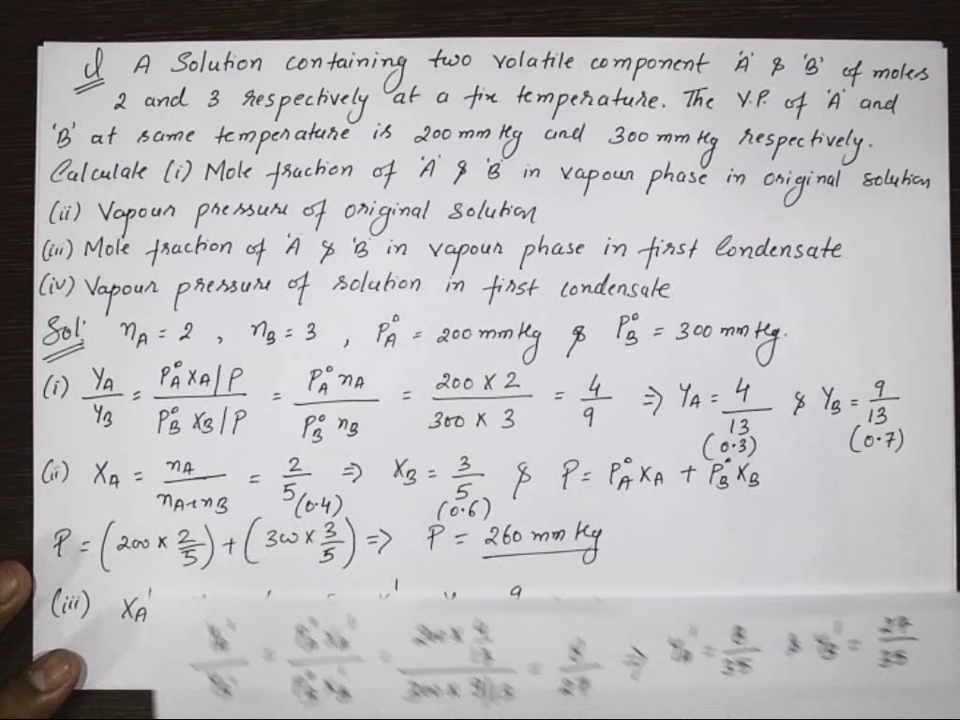 Q A Solution containing two volatile component 'A' & 'B' of moles
2 and 3 respectively at a fix temperature. The V.P. of 'A' and
'B' at same temperature is 200 mm Hg and 300 mm Hg respectively.
Calculate (i) Mole fraction of 'A' & 'B' in vapour phase in original solution
(ii) Vapour pressure of original solution
(iii) Mole fraction of 'A' & 'B' in vapour phase in first Condensate
(iv) Vapour pressure of solution in first condensate
Sol: nA = 2 , nB = 3 , P°A = 200 mm Hg & P°B = 300 mm Hg.
(i) YA/YB = P°A XA/P / P°B XB/P = P°A nA / P°B nB = 200 X 2 / 300 X 3 = 4/9 => YA = 4/13 (0.3) & YB = 9/13 (0.7)
(ii) XA = nA / nA+nB = 2/5 (0.4) => XB = 3/5 (0.6) & P = P°A XA + P°B XB
P = (200 x 2/5) + (300 x 3/5) => P = 260 mm Hg
(iii) XA'